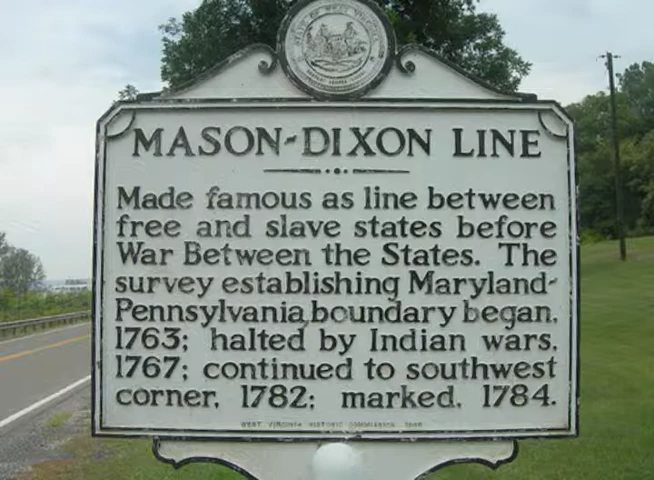 MASON-DIXON LINE
Made famous as line between
free and slave states before
War Between the States. The
survey establishing Maryland-
Pennsylvania boundary began,
1763; halted by Indian wars,
1767; continued to southwest
corner, 1782; marked, 1784.
WEST VIRGINIA HISTORIC COMMISSION